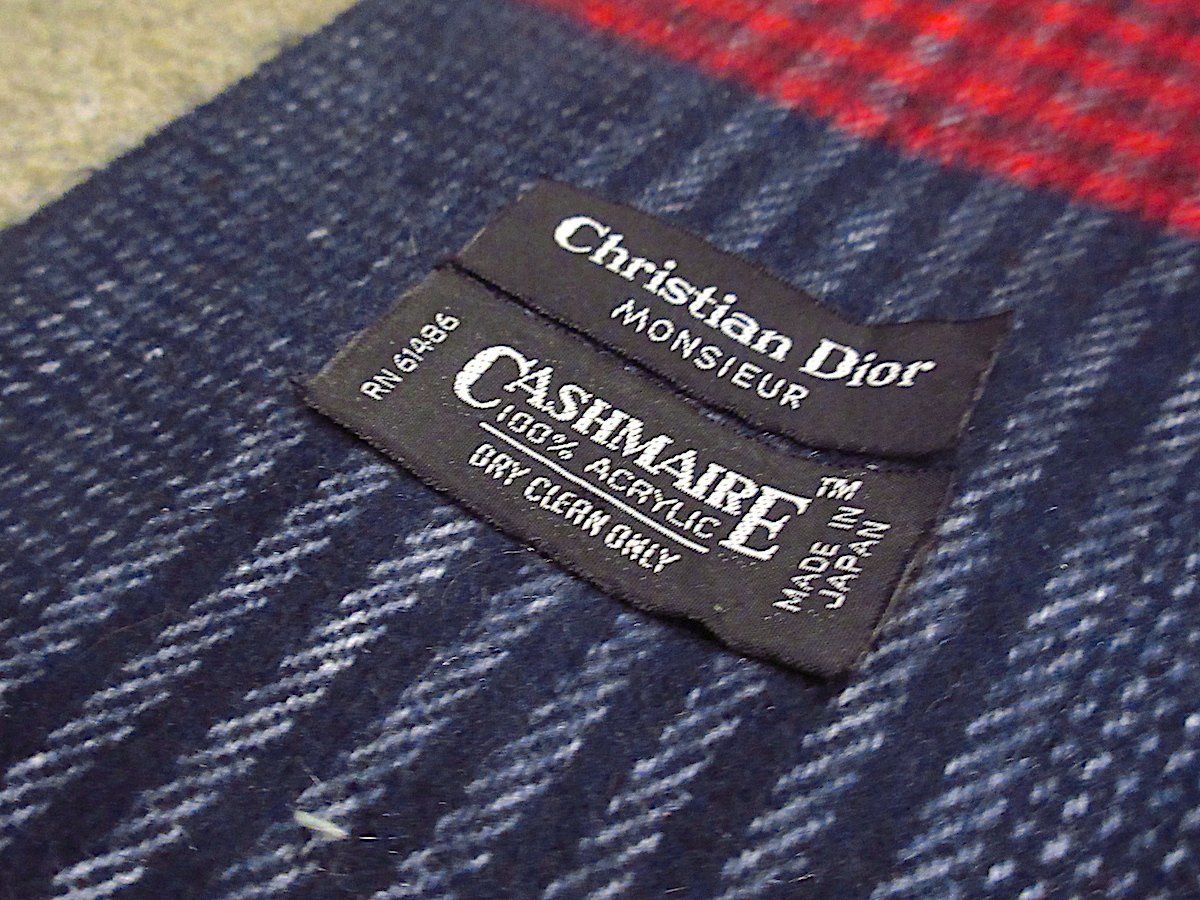 Christian Dior
MONSIEUR
RN 61486
CASHMAIRE™
100% ACRYLIC
DRY CLEAN ONLY
MADE IN
JAPAN